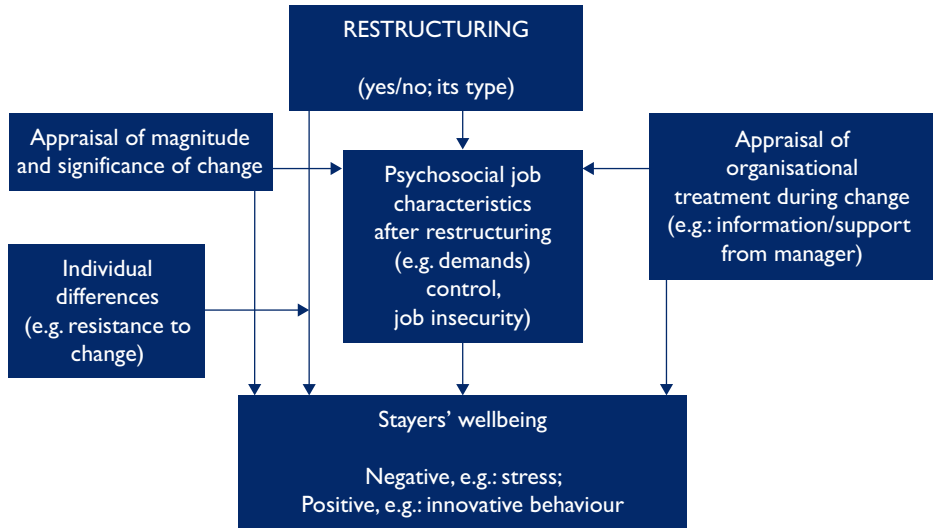 RESTRUCTURING
(yes/no; its type)
Appraisal of magnitude
and significance of change
Psychosocial job
characteristics
after restructuring
(e.g. demands)
control,
job insecurity)
Appraisal of
organisational
treatment during change
(e.g.: information/support
from manager)
Individual
differences
(e.g. resistance to
change)
Stayers’ wellbeing
Negative, e.g.: stress;
Positive, e.g.: innovative behaviour